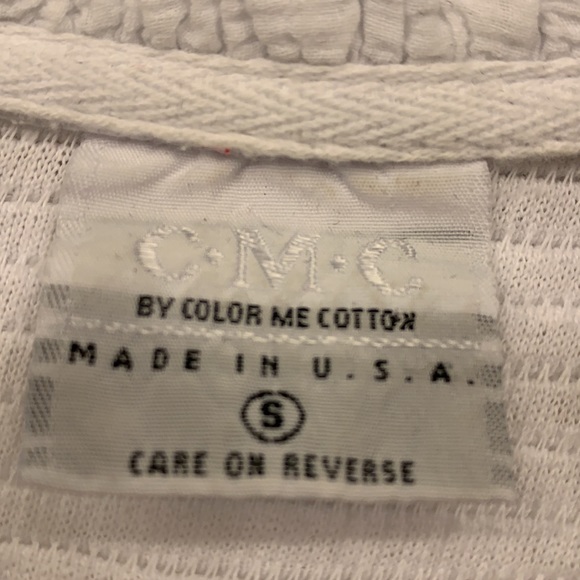 C·M·C
BY COLOR ME COTTON
MADE IN U.S.A.
S
CARE ON REVERSE